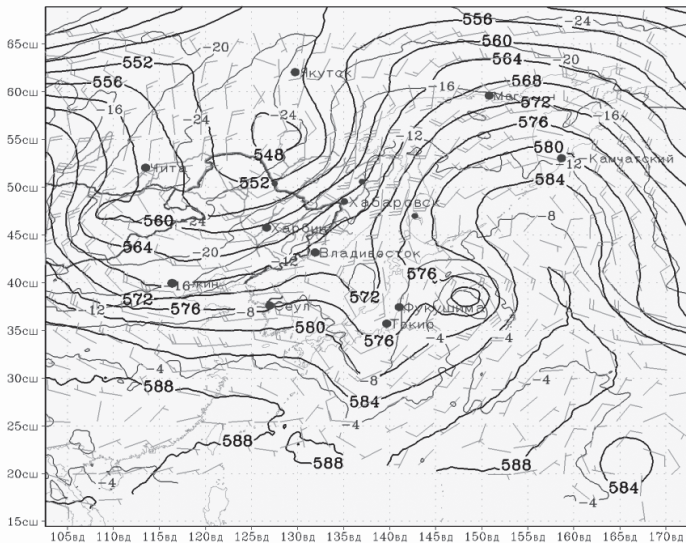 556 -24
65сш
-20 560
552 564 -20
Якутск
556 568
60сш -16
-16 572
-24 576 -16
-24
55сш -12
548 580
Чита Камчатский
-12
552 584
50сш
Хабаровск
560 -24 -8
Харбин
45сш
564 -20
Владивосток
-12
576
40сш -16
572 572
-12 576 -8 Сеул Фукушима
580
35сш Токио
576 -4 -4
-4 -8 -4
30сш
588 584
-4
25сш
588
588 588
20сш
-4 584
-4
15сш
105вд 110вд 115вд 120вд 125вд 130вд 135вд 140вд 145вд 150вд 155вд 160вд 165вд 170вд